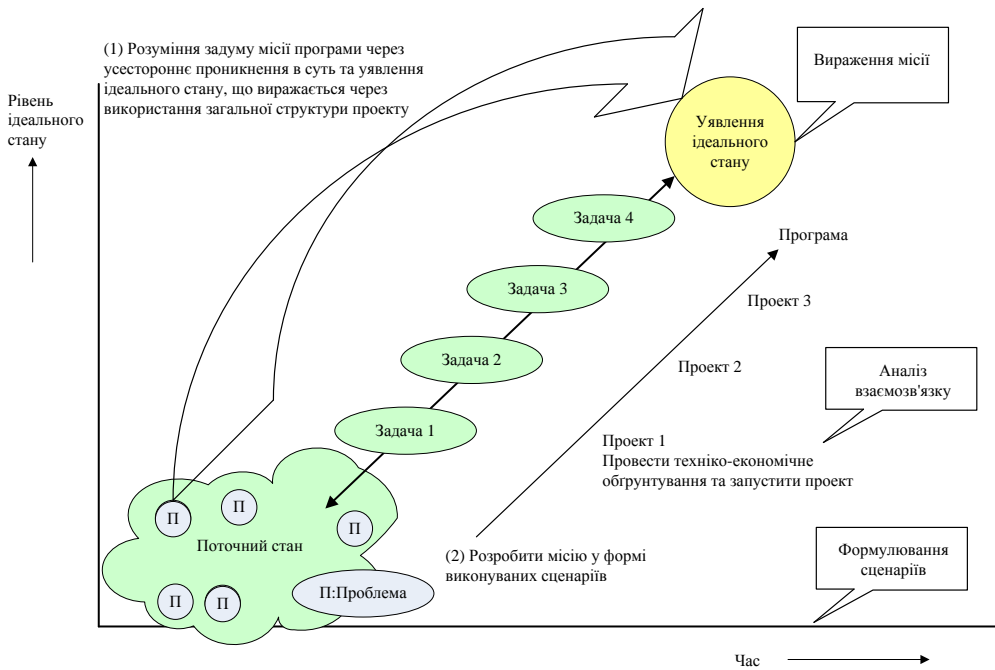 (1) Розуміння задуму місії програми через
усестороннє проникнення в суть та уявлення
ідеального стану, що виражається через
використання загальної структури проекту
Вираження місії
Рівень
ідеального
стану
Уявлення
ідеального
стану
Задача 4
Програма
Задача 3
Проект 3
Задача 2
Проект 2
Аналіз
взаємозв'язку
Задача 1
Проект 1
Провести техніко-економічне
обгрунтування та запустити проект
П
П
П
Поточний стан
(2) Розробити місію у формі
виконуваних сценаріїв
Формулювання
сценаріїв
П:Проблема
П
П
Час